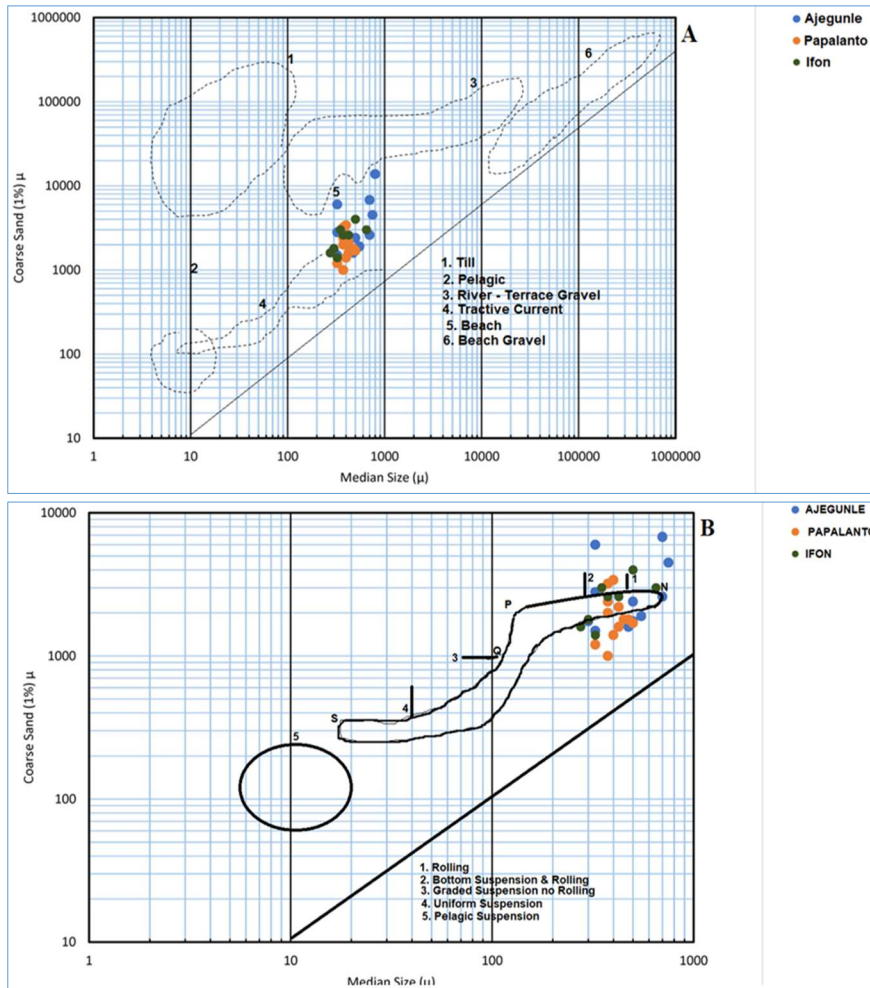 A
Ajegunle
Papalanto
Ifon
1000000
100000
10000
1000
100
10
Coarse Sand (1%) μ
1
2
3
4
5
6
1. Till
2. Pelagic
3. River - Terrace Gravel
4. Tractive Current
5. Beach
6. Beach Gravel
1 10 100 1000 10000 100000 1000000
Median Size (μ)
B
AJEGUNLE
PAPALANTO
IFON
10000
1000
100
10
Coarse Sand (1%) μ
2
1
N
P
3
Q
4
S
5
1. Rolling
2. Bottom Suspension & Rolling
3. Graded Suspension no Rolling
4. Uniform Suspension
5. Pelagic Suspension
1 10 100 1000
Median Size (μ)